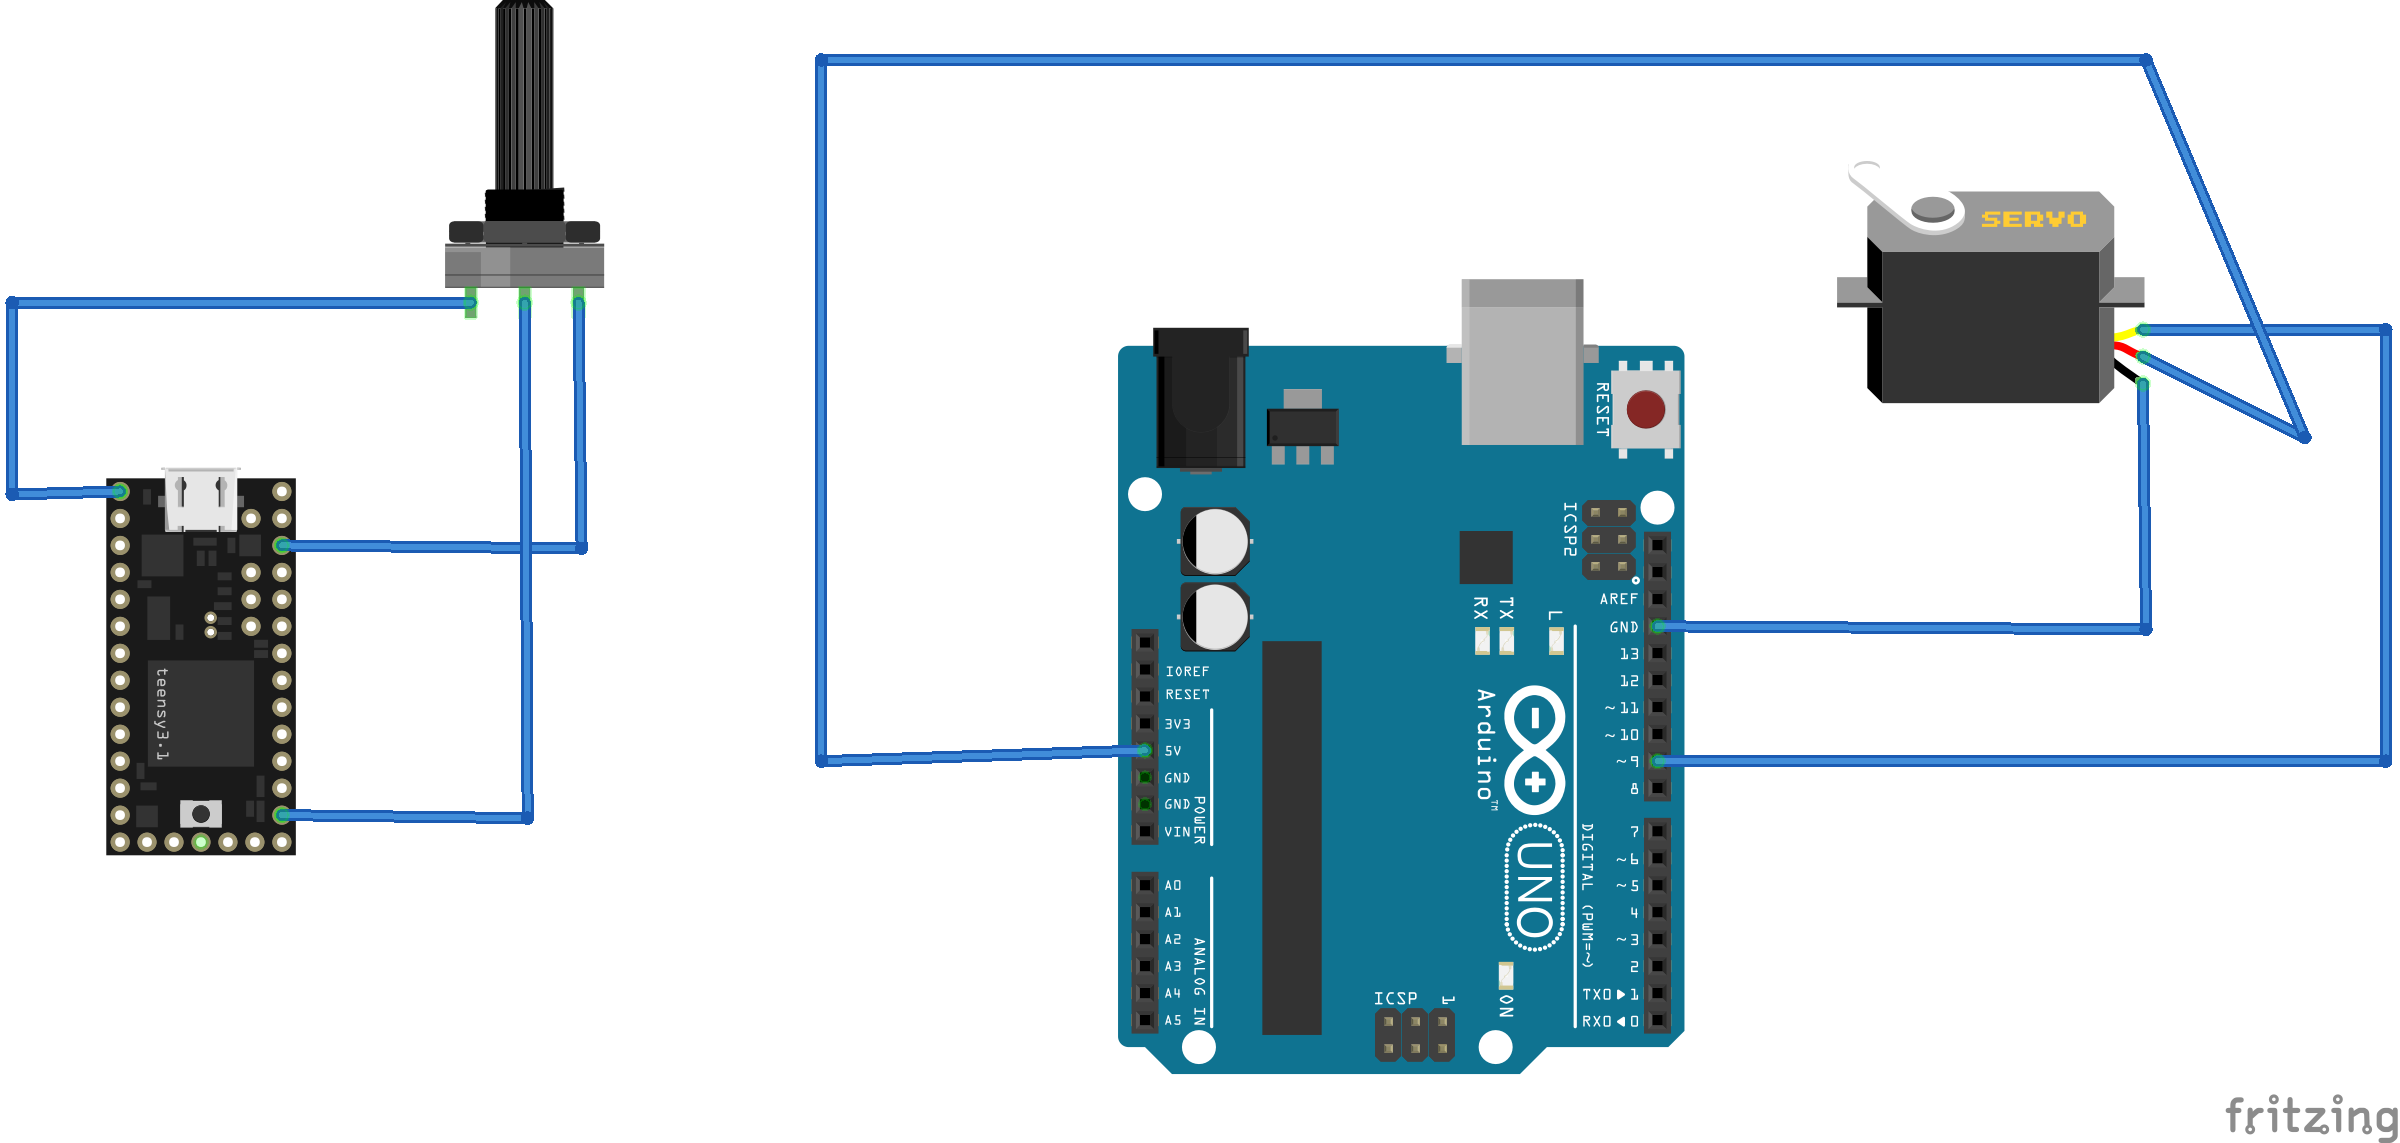 SERVO
RESET
ICSP2
AREF
GND
13
12
~11
~10
~9
8
RX
TX
L
IOREF
RESET
3V3
5V
GND
GND
VIN
POWER
Arduino™
UNO
teensy3.1
7
~6
~5
4
~3
2
TX0▶1
RX0◀0
DIGITAL (PWM=~)
A0
A1
A2
A3
A4
A5
ANALOG IN
ICSP
1
ON
fritzing